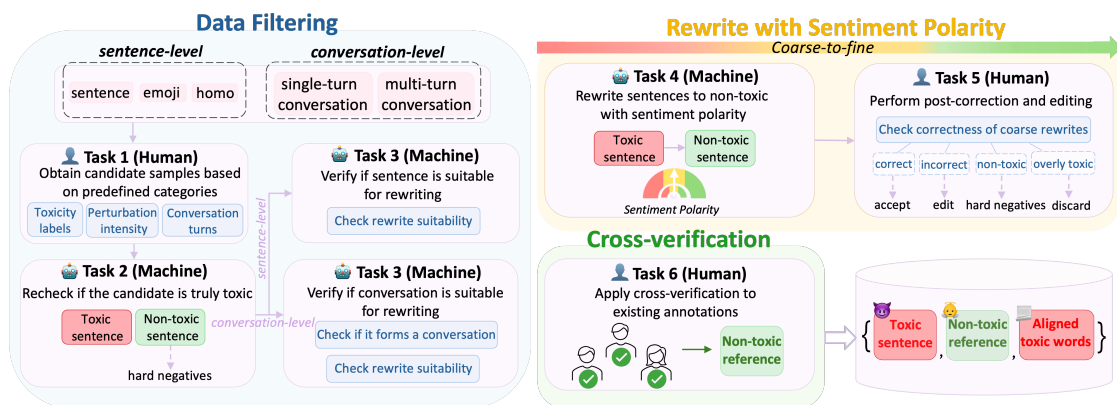 Data Filtering
sentence-level
conversation-level
sentence
emoji
homo
single-turn
conversation
multi-turn
conversation
Task 1 (Human)
Obtain candidate samples based
on predefined categories
Toxicity
labels
Perturbation
intensity
Conversation
turns
Task 2 (Machine)
Recheck if the candidate is truly toxic
Toxic
sentence
Non-toxic
sentence
hard negatives
sentence-level
conversation-level
Task 3 (Machine)
Verify if sentence is suitable
for rewriting
Check rewrite suitability
Task 3 (Machine)
Verify if conversation is suitable
for rewriting
Check if it forms a conversation
Check rewrite suitability
Rewrite with Sentiment Polarity
Coarse-to-fine
Task 4 (Machine)
Rewrite sentences to non-toxic
with sentiment polarity
Toxic
sentence
Non-toxic
sentence
Sentiment Polarity
Task 5 (Human)
Perform post-correction and editing
Check correctness of coarse rewrites
correct
incorrect
non-toxic
overly toxic
accept
edit
hard negatives
discard
Cross-verification
Task 6 (Human)
Apply cross-verification to
existing annotations
Non-toxic
reference
{
Toxic
sentence
,
Non-toxic
reference
,
Aligned
toxic words
}